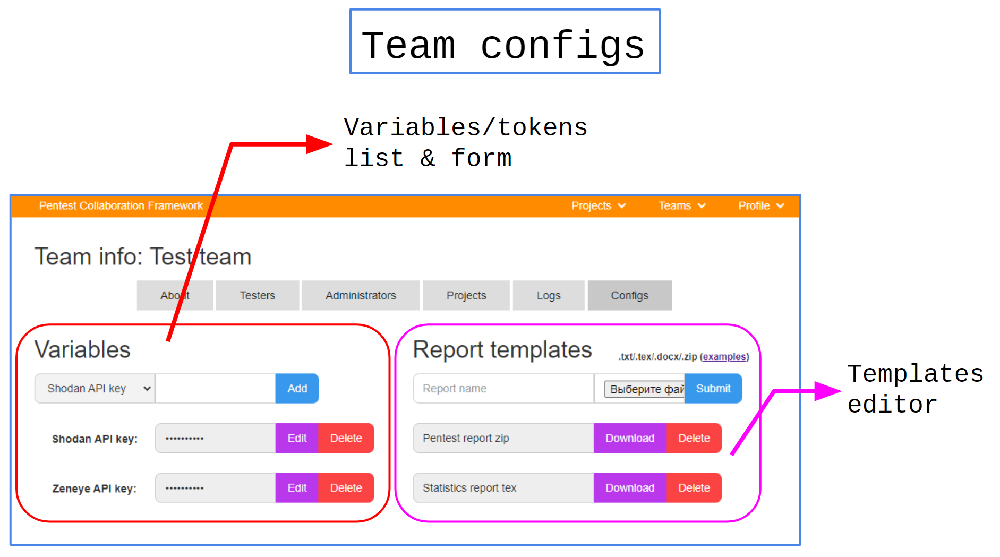 Team configs
Variables/tokens
list & form
Pentest Collaboration Framework
Projects
Teams
Profile
Team info: Test team
About
Testers
Administrators
Projects
Logs
Configs
Variables
Shodan API key
Add
Shodan API key:
••••••••••
Edit
Delete
Zeneye API key:
••••••••••
Edit
Delete
Report templates
.txt/.tex/.docx/.zip (examples)
Report name
Выберите фай
Submit
Pentest report zip
Download
Delete
Statistics report tex
Download
Delete
Templates
editor